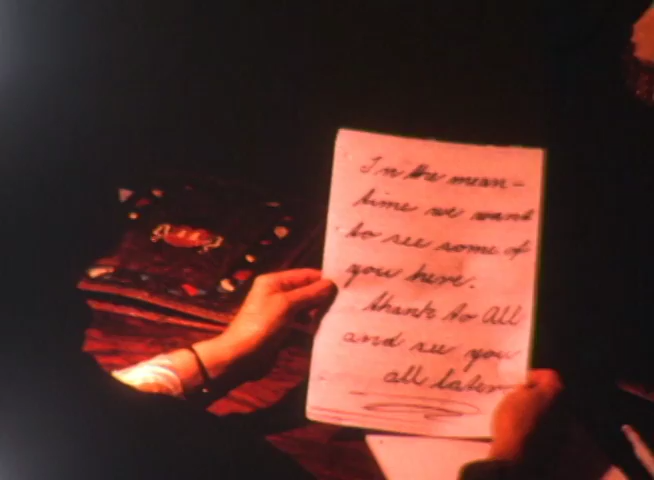 In the mean-
time we want
to see some of
you here.
thank to All
and see you
all later